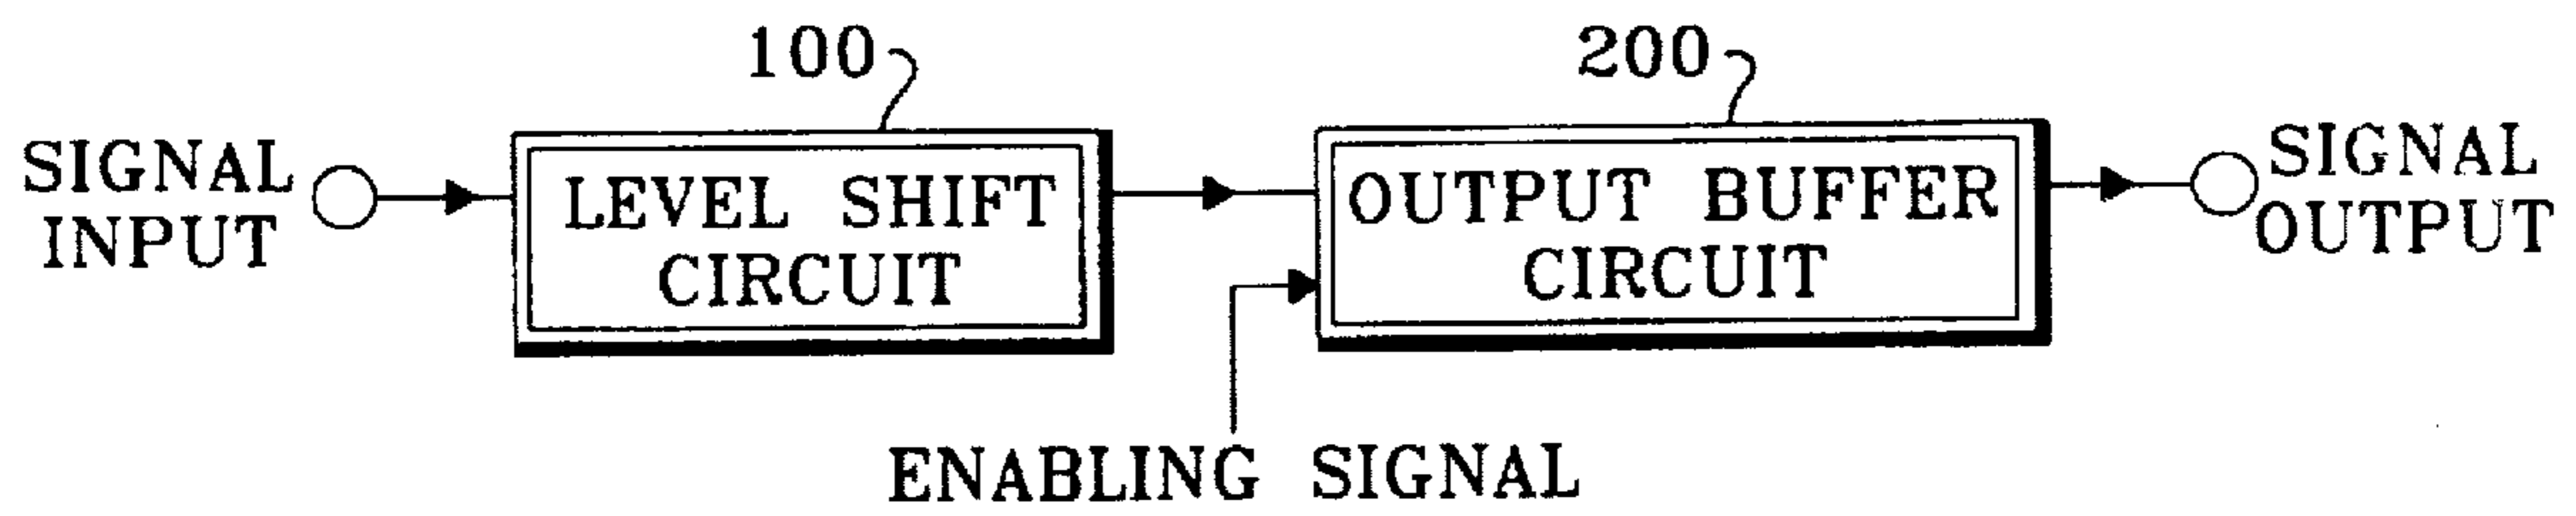 100
200
SIGNAL
INPUT
LEVEL SHIFT
CIRCUIT
OUTPUT BUFFER
CIRCUIT
SIGNAL
OUTPUT
ENABLING SIGNAL